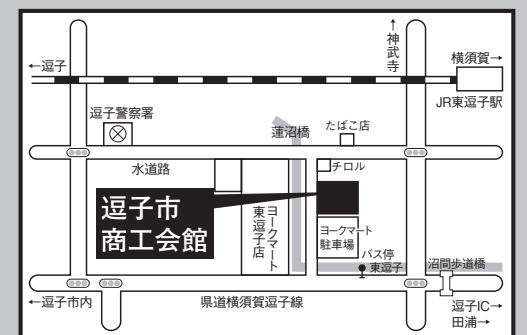 ←逗子
←神武寺
横須賀→
JR東逗子駅
逗子警察署
蓮沼橋
たばこ店
水道路
チロル
逗子市
商工会館
ヨークマート
東逗子店
ヨークマート
駐車場
バス停
東逗子
沼間歩道橋
←逗子市内
県道横須賀逗子線
逗子IC→
田浦→